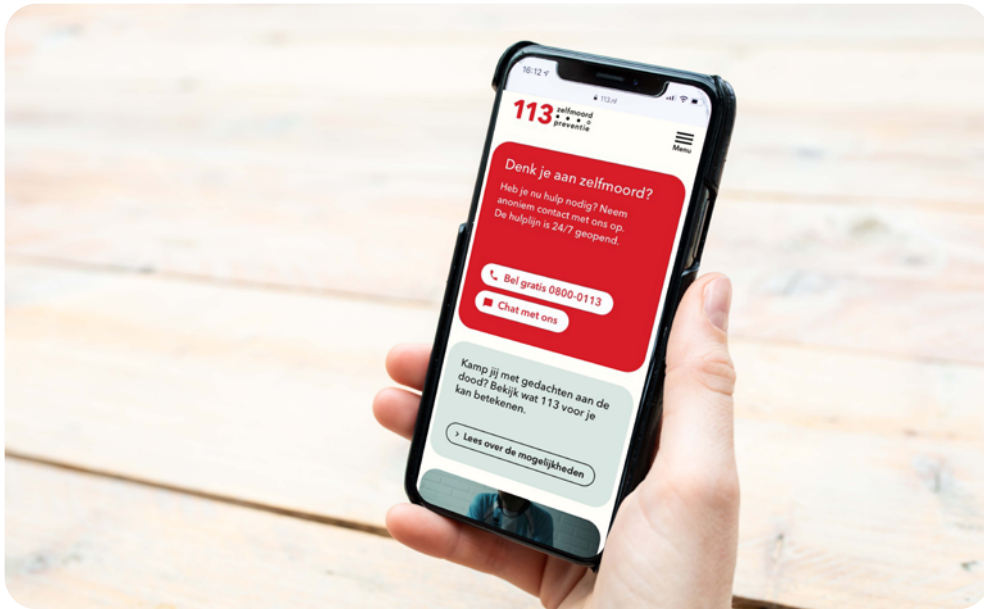 16:12
113.nl
113 zelfmoord
preventie
Menu
Denk je aan zelfmoord?
Heb je nu hulp nodig? Neem
anoniem contact met ons op.
De hulplijn is 24/7 geopend.
Bel gratis 0800-0113
Chat met ons
Kamp jij met gedachten aan de
dood? Bekijk wat 113 voor je
kan betekenen.
› Lees over de mogelijkheden